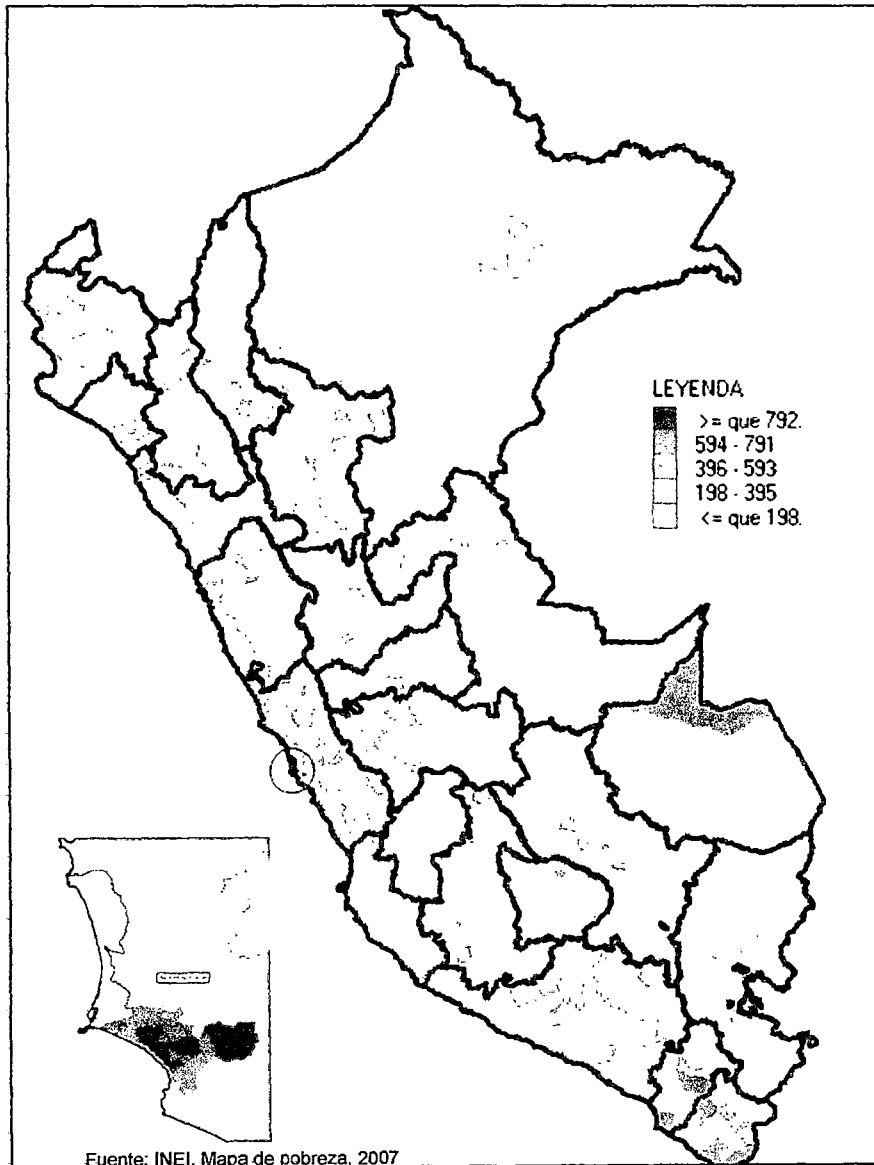 LEYENDA
>= que 792.
594 - 791
396 - 593
198 - 395
<= que 198.
Fuente: INEI. Mapa de pobreza, 2007